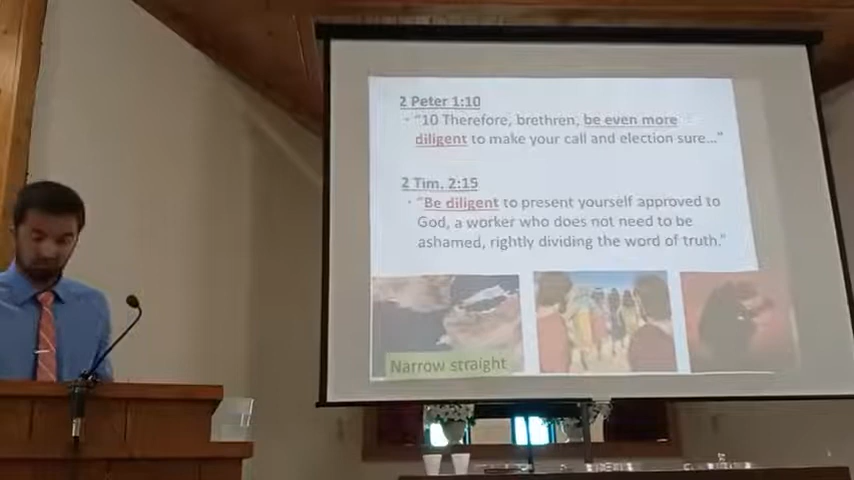 2 Peter 1:10
• "10 Therefore, brethren, be even more
diligent to make your call and election sure..."
2 Tim. 2:15
• "Be diligent to present yourself approved to
God, a worker who does not need to be
ashamed, rightly dividing the word of truth."
Narrow straight